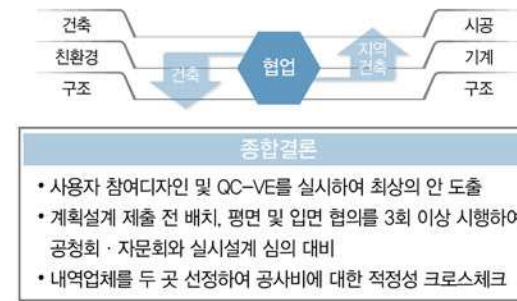 건축
시공
친환경
건축
협업
지역
건축
기계
구조
구조
종합결론
• 사용자 참여디자인 및 QC-VE를 실시하여 최상의 안 도출
• 계획설계 제출 전 배치, 평면 및 입면 협의를 3회 이상 시행하여
공청회 · 자문회와 실시설계 심의 대비
• 내역업체를 두 곳 선정하여 공사비에 대한 적정성 크로스체크